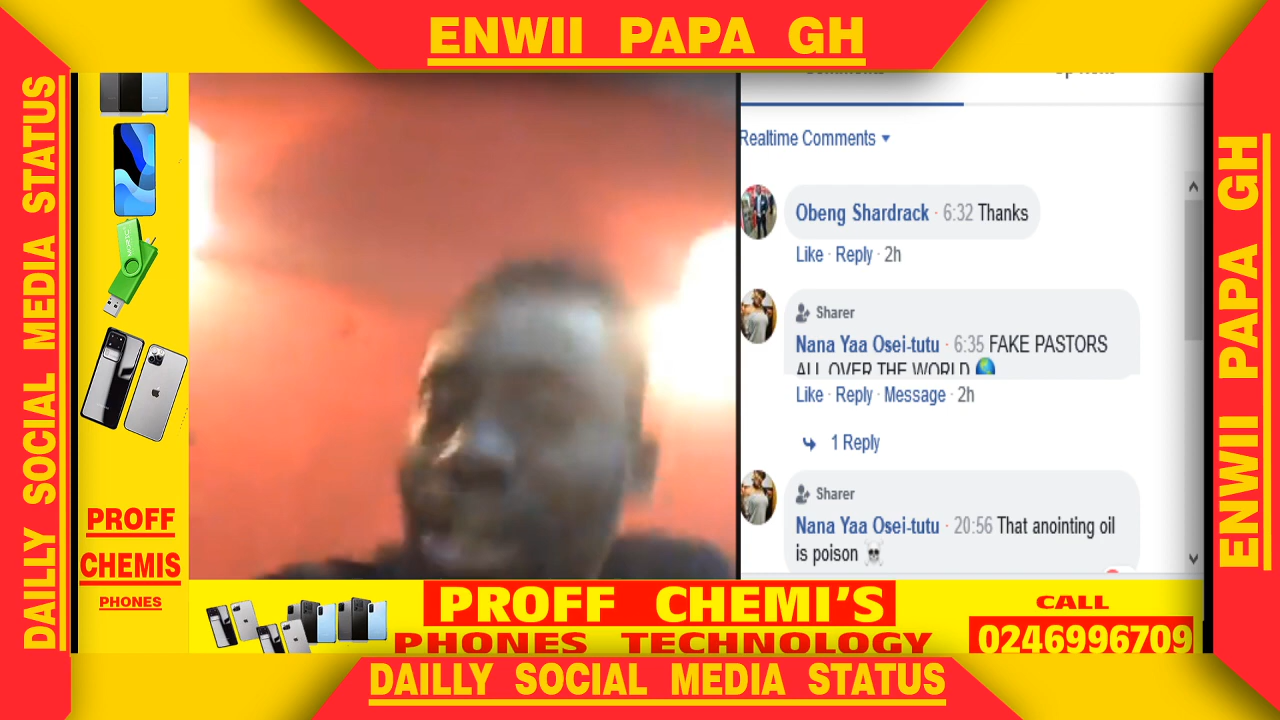 ENWII PAPA GH
DAILLY SOCIAL MEDIA STATUS
ENWII PAPA GH
Realtime Comments
Obeng Shardrack · 6:32 Thanks
Like · Reply · 2h
Sharer
Nana Yaa Osei-tutu · 6:35 FAKE PASTORS
ALL OVER THE WORLD 🌍
Like · Reply · Message · 2h
1 Reply
Sharer
Nana Yaa Osei-tutu · 20:56 That anointing oil
is poison ☠️
PROFF
CHEMIS
PHONES
PROFF CHEMI'S
PHONES TECHNOLOGY
CALL
0246996709
DAILLY SOCIAL MEDIA STATUS